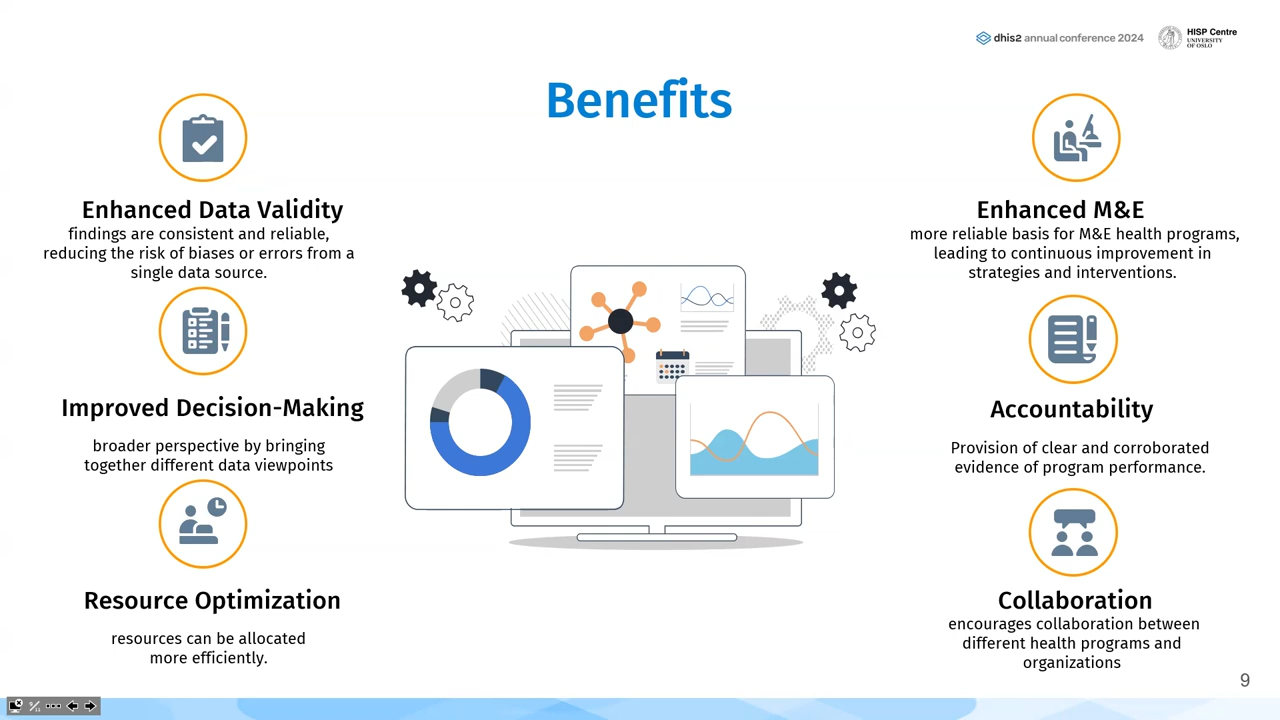 dhis2 annual conference 2024
HISP Centre
UNIVERSITY
OF OSLO
Benefits
Enhanced Data Validity
findings are consistent and reliable,
reducing the risk of biases or errors from a
single data source.
Improved Decision-Making
broader perspective by bringing
together different data viewpoints
Resource Optimization
resources can be allocated
more efficiently.
Enhanced M&E
more reliable basis for M&E health programs,
leading to continuous improvement in
strategies and interventions.
Accountability
Provision of clear and corroborated
evidence of program performance.
Collaboration
encourages collaboration between
different health programs and
organizations
9